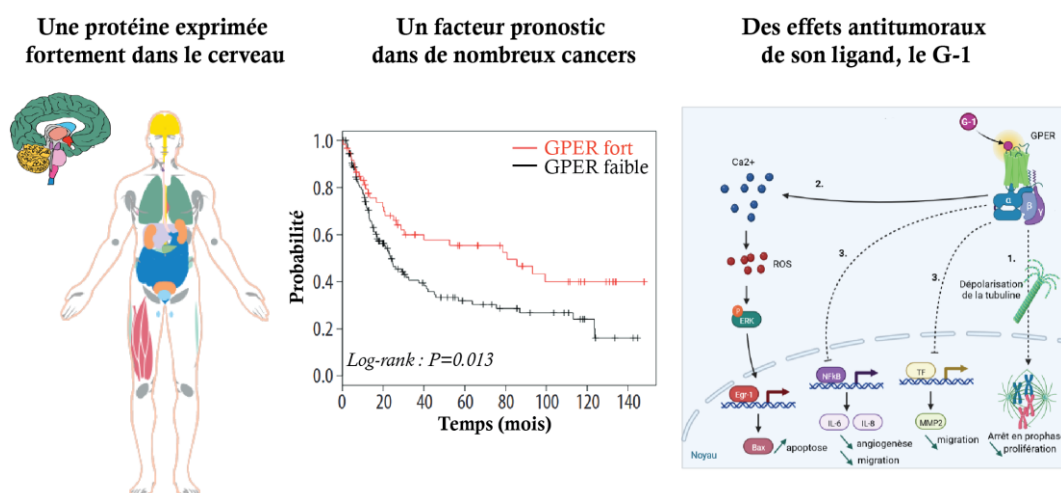 Une protéine exprimée
fortement dans le cerveau
Un facteur pronostic
dans de nombreux cancers
Des effets antitumoraux
de son ligand, le G-1
1.0
0.8
0.6
0.4
0.2
0.0
Probabilité
GPER fort
GPER faible
Log-rank : P=0.013
0 20 40 60 80 100 120 140
Temps (mois)
G-1
GPER
α
β
γ
Ca2+
2.
ROS
3.
3.
1.
Dépolarisation
de la tubuline
P
ERK
Egr-1
NFkB
TF
IL-6
IL-8
MMP2
Bax
apoptose
angiogenèse
migration
migration
Arrêt en prophase
prolifération
Noyau